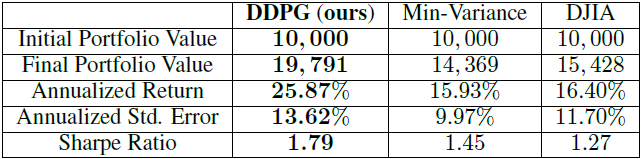 DDPG (ours) Min-Variance DJIA
Initial Portfolio Value 10,000 10,000 10,000
Final Portfolio Value 19,791 14,369 15,428
Annualized Return 25.87% 15.93% 16.40%
Annualized Std. Error 13.62% 9.97% 11.70%
Sharpe Ratio 1.79 1.45 1.27